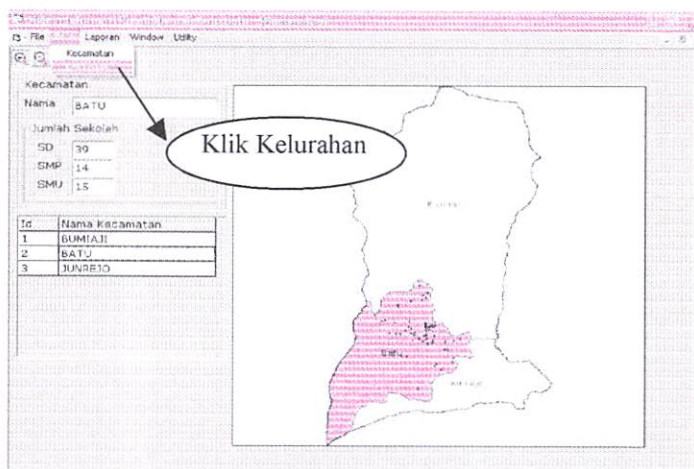 File Laporan Window Utility
Kecamatan
Kecamatan
Nama BATU
Jumlah Sekolah
SD 39
SMP 14
SMU 15
Klik Kelurahan
Id Nama Kecamatan
1 BUMIAJI
2 BATU
3 JUNREJO